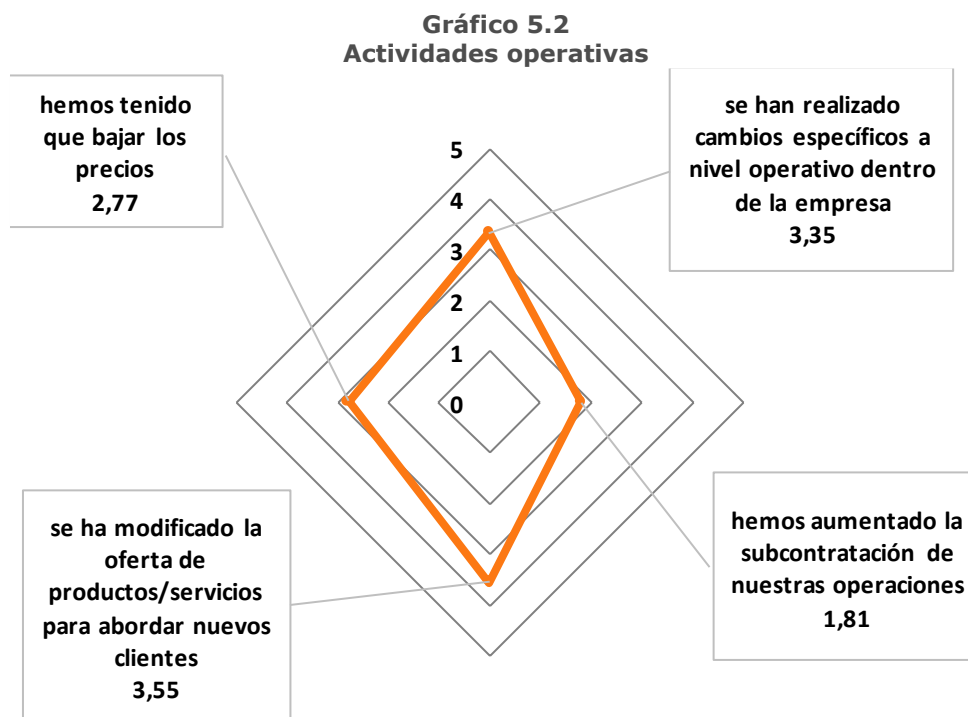 Gráfico 5.2
Actividades operativas
hemos tenido
que bajar los
precios
2,77
se han realizado
cambios específicos a
nivel operativo dentro
de la empresa
3,35
5
4
3
2
1
0
se ha modificado la
oferta de
productos/servicios
para abordar nuevos
clientes
3,55
hemos aumentado la
subcontratación de
nuestras operaciones
1,81